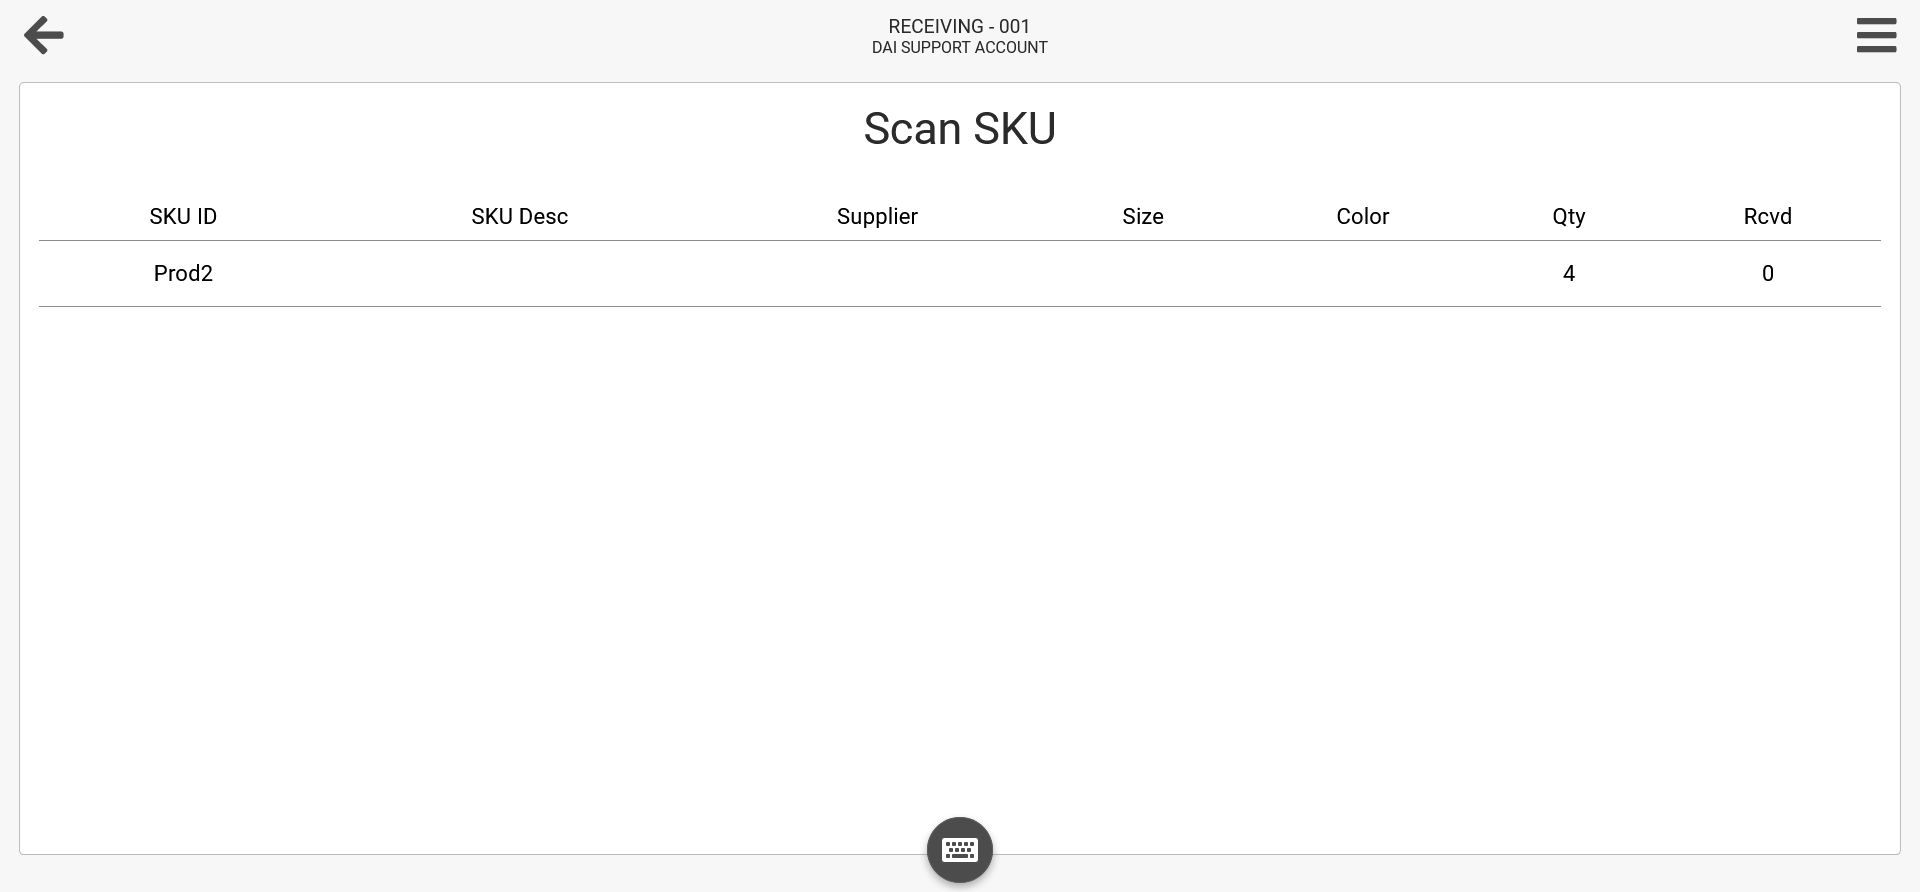 RECEIVING - 001
DAI SUPPORT ACCOUNT
Scan SKU
SKU ID SKU Desc Supplier Size Color Qty Rcvd
Prod2 4 0